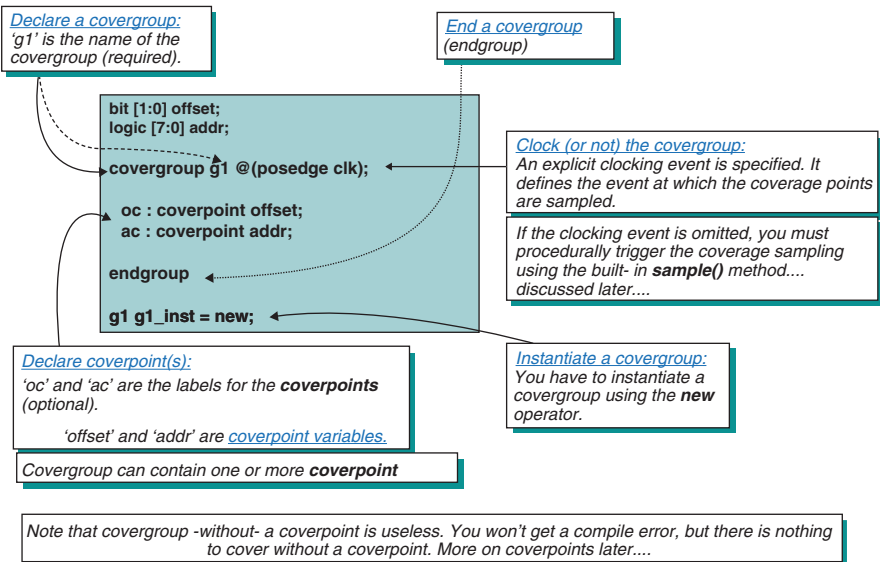 Declare a covergroup:
‘g1’ is the name of the
covergroup (required).
End a covergroup
(endgroup)
bit [1:0] offset;
logic [7:0] addr;
covergroup g1 @(posedge clk);
oc : coverpoint offset;
ac : coverpoint addr;
endgroup
g1 g1_inst = new;
Clock (or not) the covergroup:
An explicit clocking event is specified. It
defines the event at which the coverage points
are sampled.
If the clocking event is omitted, you must
procedurally trigger the coverage sampling
using the built- in sample() method....
discussed later....
Declare coverpoint(s):
‘oc’ and ‘ac’ are the labels for the coverpoints
(optional).
‘offset’ and ‘addr’ are coverpoint variables.
Covergroup can contain one or more coverpoint
Instantiate a covergroup:
You have to instantiate a
covergroup using the new
operator.
Note that covergroup -without- a coverpoint is useless. You won’t get a compile error, but there is nothing
to cover without a coverpoint. More on coverpoints later....